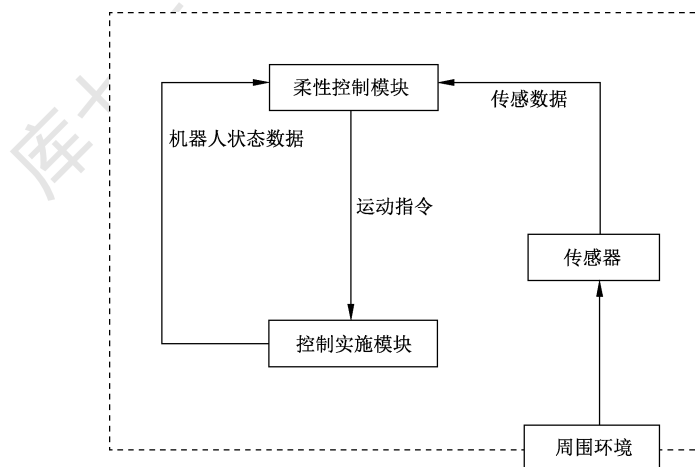 柔性控制模块
传感数据
机器人状态数据
运动指令
传感器
控制实施模块
周围环境
库